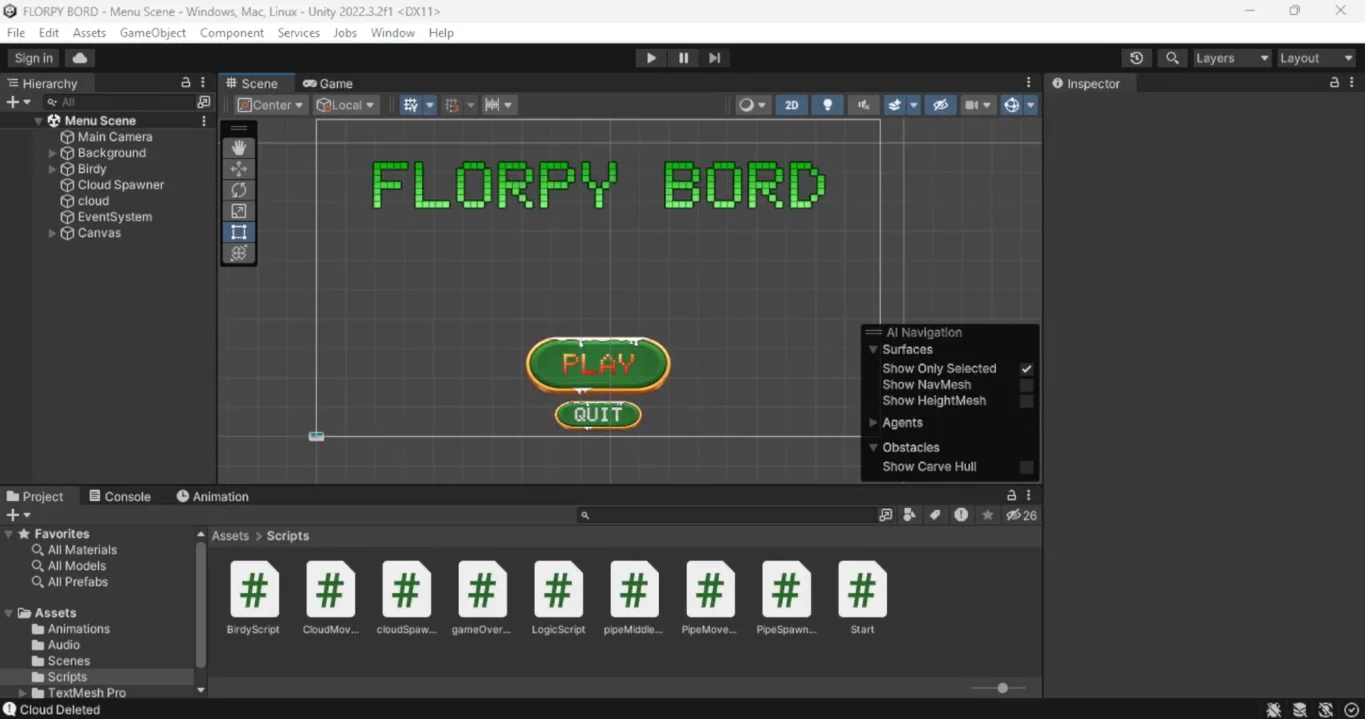 FLORPY BORD - Menu Scene - Windows, Mac, Linux - Unity 2022.3.2f1 <DX11>
File Edit Assets GameObject Component Services Jobs Window Help
Sign in Layers Layout
Hierarchy
All
Menu Scene
Main Camera
Background
Birdy
Cloud Spawner
cloud
EventSystem
Canvas
Scene Game
Center Local 2D
FLORPY BORD
PLAY
QUIT
AI Navigation
Surfaces
Show Only Selected
Show NavMesh
Show HeightMesh
Agents
Obstacles
Show Carve Hull
Inspector
Project Console Animation
26
Favorites
All Materials
All Models
All Prefabs
Assets
Animations
Audio
Scenes
Scripts
TextMesh Pro
Assets > Scripts
BirdyScript CloudMov... cloudSpaw... gameOver... LogicScript pipeMiddle... PipeMove... PipeSpawn... Start
Cloud Deleted